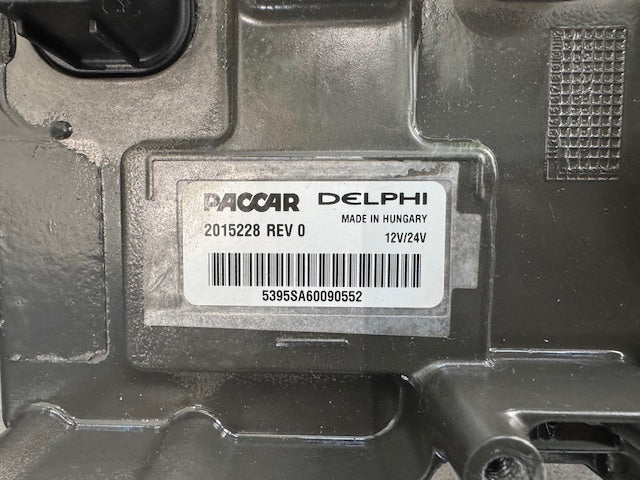 PACCAR DELPHI
MADE IN HUNGARY
2015228 REV 0 12V/24V
5395SA60090552